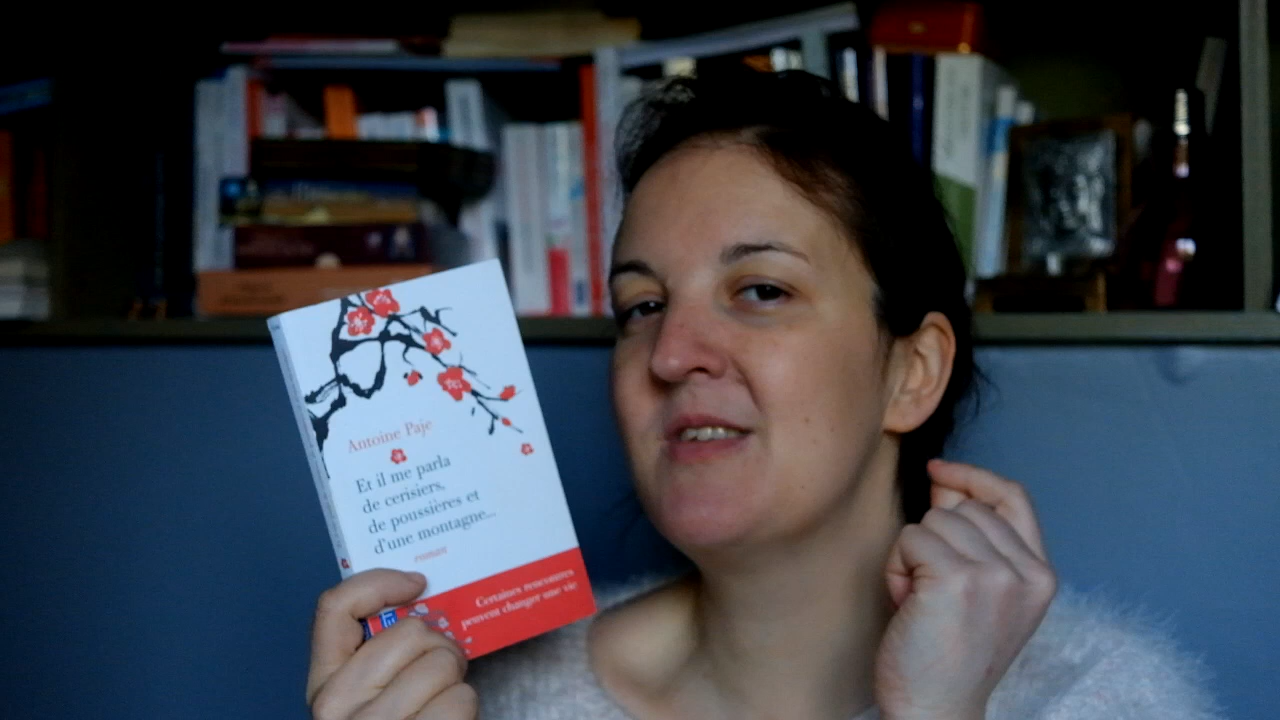 Antoine Paje
Et il me parla
de cerisiers,
de poussières et
d'une montagne...
roman
Certaines rencontres
peuvent changer une vie